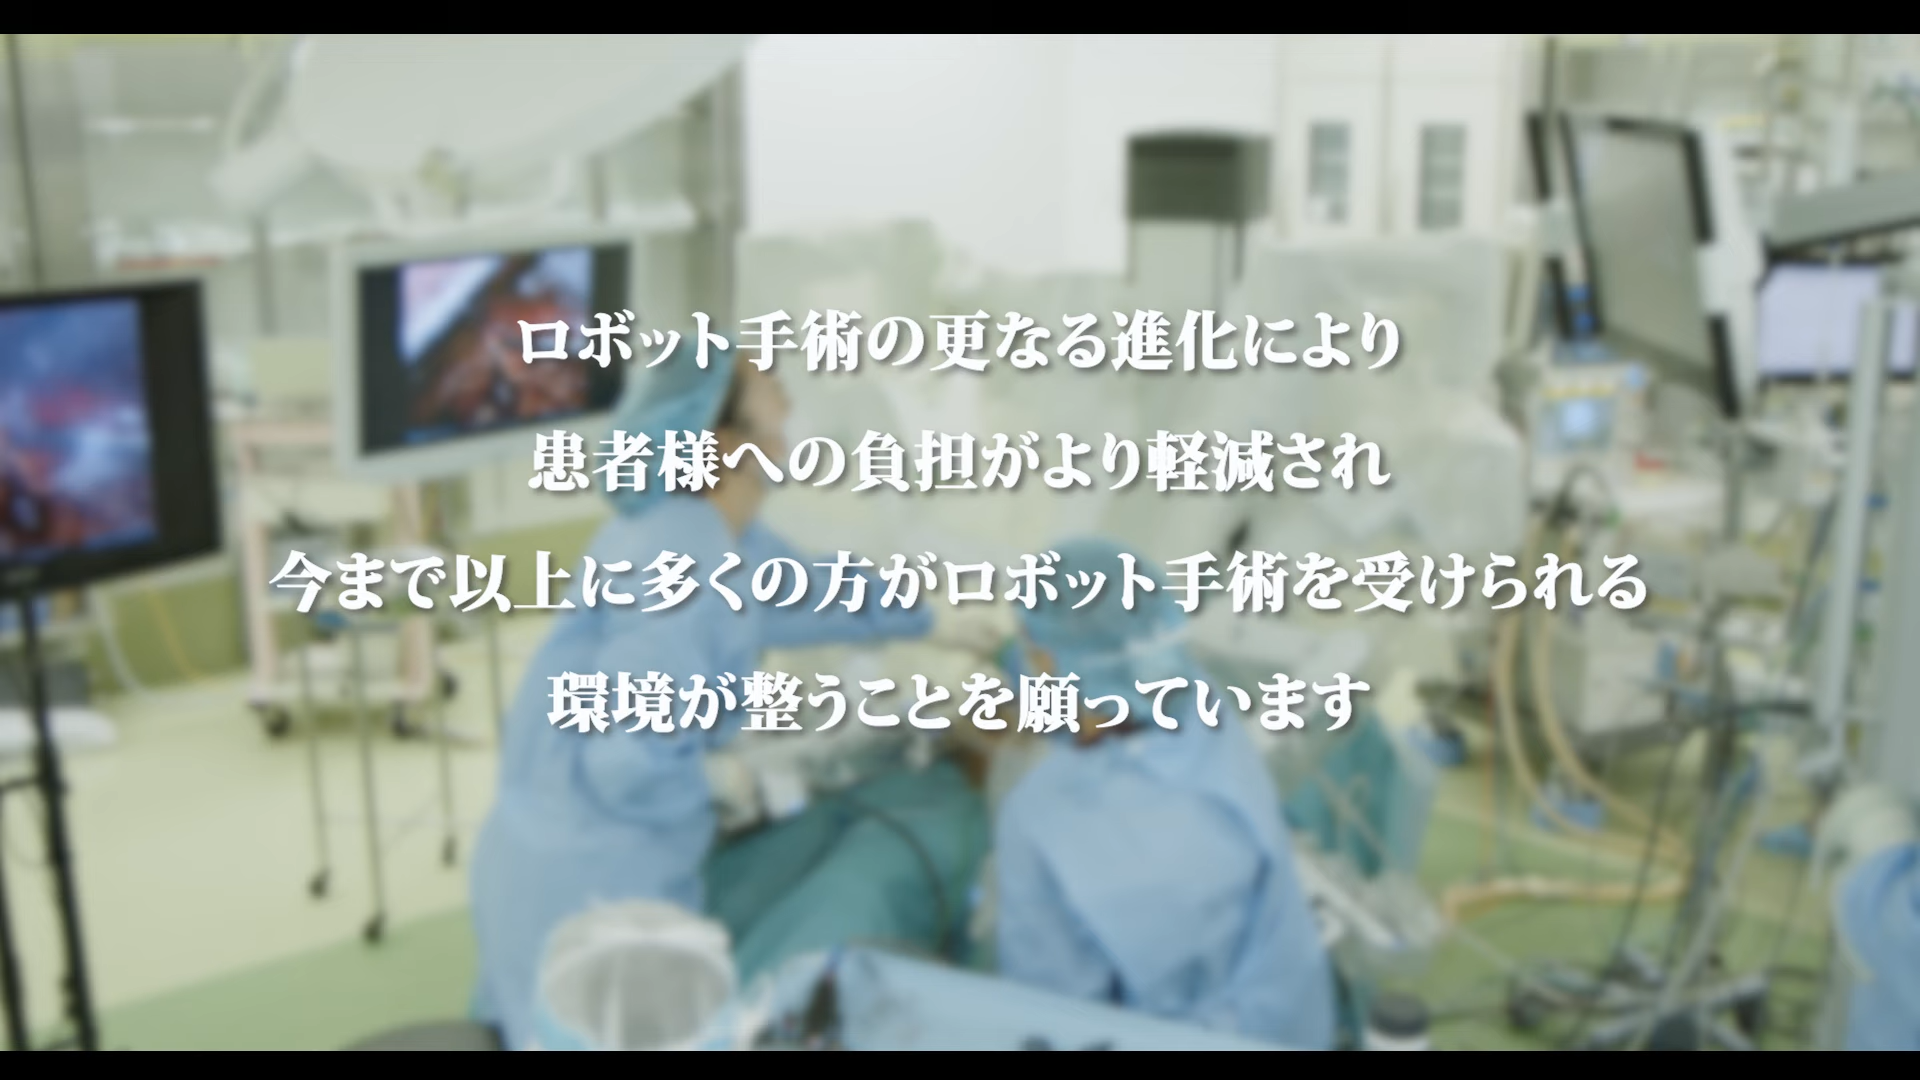 ロボット手術の更なる進化により
患者様への負担がより軽減され
今まで以上に多くの方がロボット手術を受けられる
環境が整うことを願っています